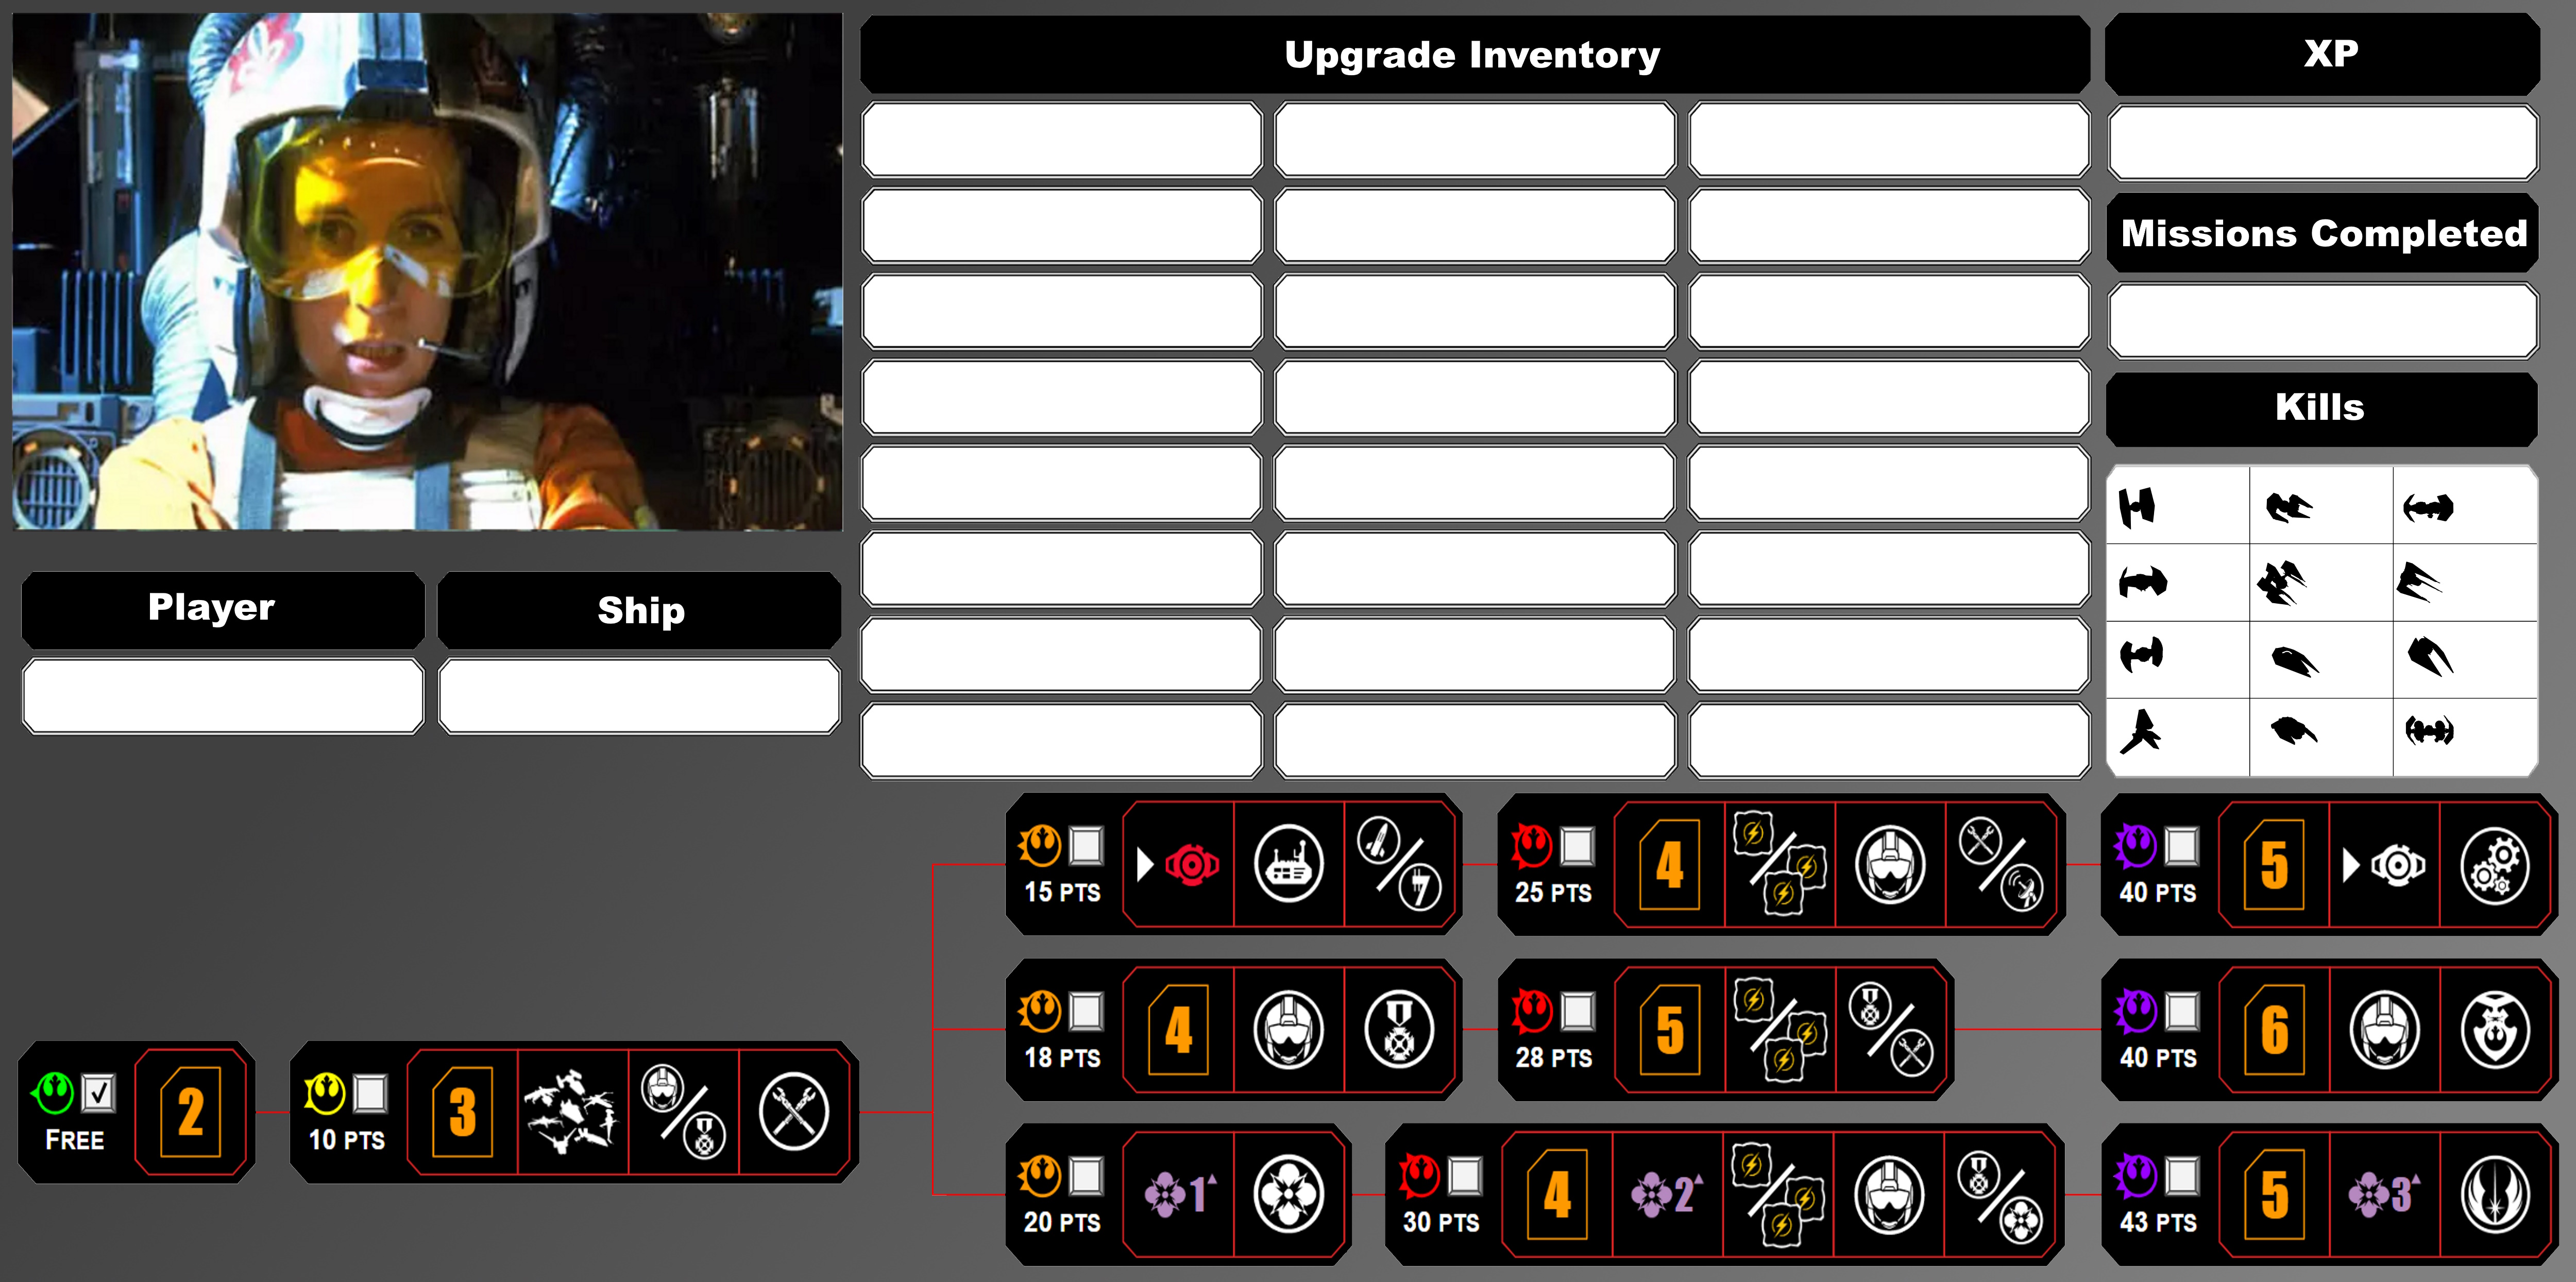 Upgrade Inventory
XP
Missions Completed
Kills
Player
Ship
15 PTS
25 PTS
4
40 PTS
5
18 PTS
4
28 PTS
5
40 PTS
6
FREE
2
10 PTS
3
20 PTS
1
30 PTS
4
2
43 PTS
5
3